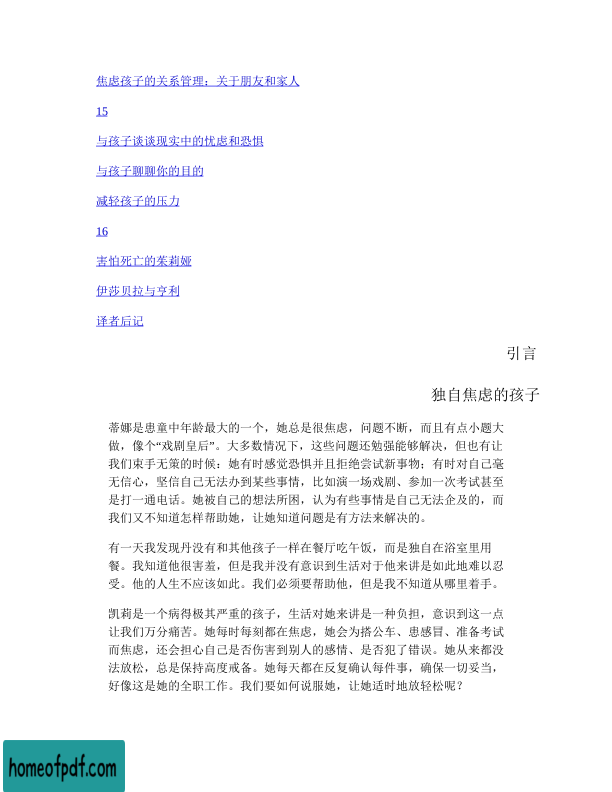 焦虑孩子的关系管理：关于朋友和家人
15
与孩子谈谈现实中的忧虑和恐惧
与孩子聊聊你的目的
减轻孩子的压力
16
害怕死亡的茱莉娅
伊莎贝拉与亨利
译者后记
引言
独自焦虑的孩子
蒂娜是患童中年龄最大的一个，她总是很焦虑，问题不断，而且有点小题大
做，像个“戏剧皇后”。大多数情况下，这些问题还勉强能够解决，但也有让
我们束手无策的时候：她有时感觉恐惧并且拒绝尝试新事物；有时对自己毫
无信心，坚信自己无法办到某些事情，比如演一场戏剧、参加一次考试甚至
是打一通电话。她被自己的想法所困，认为有些事情是自己无法企及的，而
我们又不知道怎样帮助她，让她知道问题是有方法来解决的。
有一天我发现丹没有和其他孩子一样在餐厅吃午饭，而是独自在浴室里用
餐。我知道他很害羞，但是我并没有意识到生活对于他来讲是如此地难以忍
受。他的人生不应该如此。我们必须要帮助他，但是我不知道从哪里着手。
凯莉是一个病得极其严重的孩子，生活对她来讲是一种负担，意识到这一点
让我们万分痛苦。她每时每刻都在焦虑，她会为搭公车、患感冒、准备考试
而焦虑，还会担心自己是否伤害到别人的感情、是否犯了错误。她从来都没
法放松，总是保持高度戒备。她每天都在反复确认每件事，确保一切妥当，
好像这是她的全职工作。我们要如何说服她，让她适时地放轻松呢？
homeofpdf.com